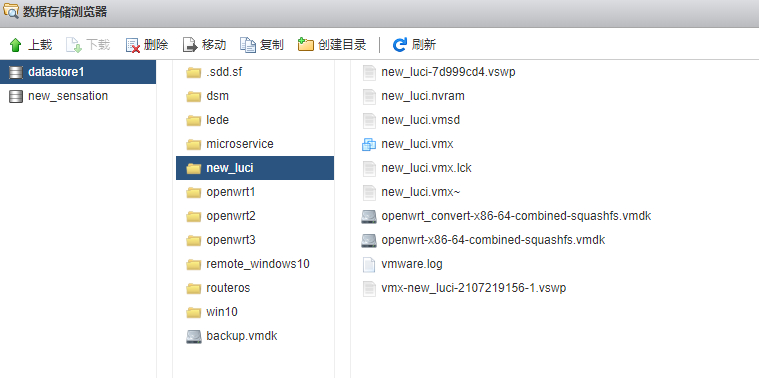 数据存储浏览器
上载 下载 删除 移动 复制 创建目录 刷新
datastore1
new_sensation
.sdd.sf
dsm
lede
microservice
new_luci
openwrt1
openwrt2
openwrt3
remote_windows10
routeros
win10
backup.vmdk
new_luci-7d999cd4.vswp
new_luci.nvram
new_luci.vmsd
new_luci.vmx
new_luci.vmx.lck
new_luci.vmx~
openwrt_convert-x86-64-combined-squashfs.vmdk
openwrt-x86-64-combined-squashfs.vmdk
vmware.log
vmx-new_luci-2107219156-1.vswp